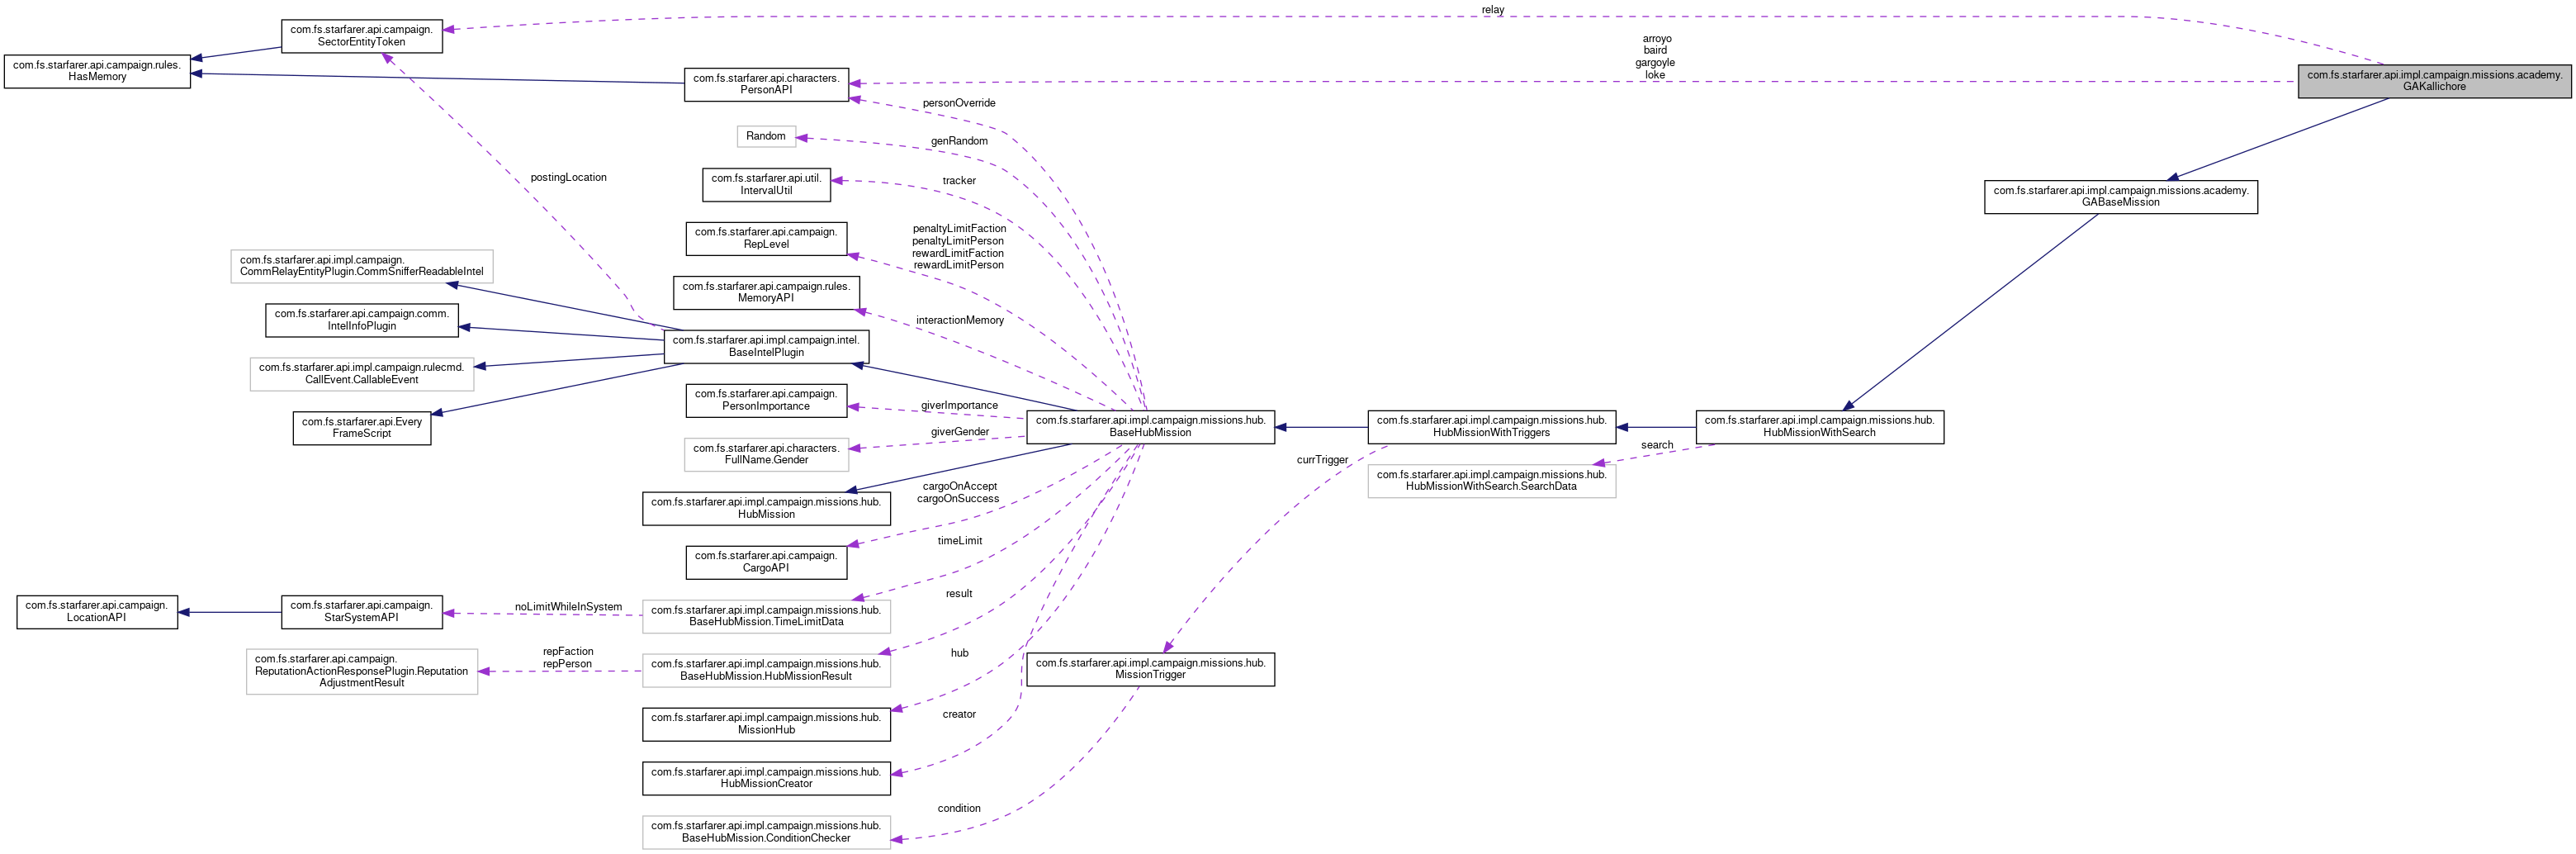 relay
com.fs.starfarer.api.campaign.
SectorEntityToken
arroyo
baird
gargoyle
loke
com.fs.starfarer.api.campaign.rules.
HasMemory
com.fs.starfarer.api.characters.
PersonAPI
com.fs.starfarer.api.impl.campaign.missions.academy.
GAKallichore
personOverride
Random
genRandom
com.fs.starfarer.api.util.
IntervalUtil
tracker
postingLocation
com.fs.starfarer.api.impl.campaign.missions.academy.
GABaseMission
com.fs.starfarer.api.campaign.
RepLevel
penaltyLimitFaction
penaltyLimitPerson
rewardLimitFaction
rewardLimitPerson
com.fs.starfarer.api.impl.campaign.
CommRelayEntityPlugin.CommSnifferReadableIntel
com.fs.starfarer.api.campaign.rules.
MemoryAPI
com.fs.starfarer.api.campaign.comm.
IntelInfoPlugin
interactionMemory
com.fs.starfarer.api.impl.campaign.intel.
BaseIntelPlugin
com.fs.starfarer.api.impl.campaign.rulecmd.
CallEvent.CallableEvent
com.fs.starfarer.api.campaign.
PersonImportance
giverImportance
com.fs.starfarer.api.Every
FrameScript
giverGender
com.fs.starfarer.api.impl.campaign.missions.hub.
BaseHubMission
com.fs.starfarer.api.impl.campaign.missions.hub.
HubMissionWithTriggers
com.fs.starfarer.api.impl.campaign.missions.hub.
HubMissionWithSearch
com.fs.starfarer.api.characters.
FullName.Gender
search
currTrigger
com.fs.starfarer.api.impl.campaign.missions.hub.
HubMissionWithSearch.SearchData
cargoOnAccept
cargoOnSuccess
com.fs.starfarer.api.impl.campaign.missions.hub.
HubMission
timeLimit
com.fs.starfarer.api.campaign.
CargoAPI
com.fs.starfarer.api.campaign.
LocationAPI
com.fs.starfarer.api.campaign.
StarSystemAPI
noLimitWhileInSystem
com.fs.starfarer.api.impl.campaign.missions.hub.
BaseHubMission.TimeLimitData
result
com.fs.starfarer.api.campaign.
ReputationActionResponsePlugin.Reputation
AdjustmentResult
repFaction
repPerson
com.fs.starfarer.api.impl.campaign.missions.hub.
BaseHubMission.HubMissionResult
hub
com.fs.starfarer.api.impl.campaign.missions.hub.
MissionTrigger
com.fs.starfarer.api.impl.campaign.missions.hub.
MissionHub
creator
com.fs.starfarer.api.impl.campaign.missions.hub.
HubMissionCreator
condition
com.fs.starfarer.api.impl.campaign.missions.hub.
BaseHubMission.ConditionChecker